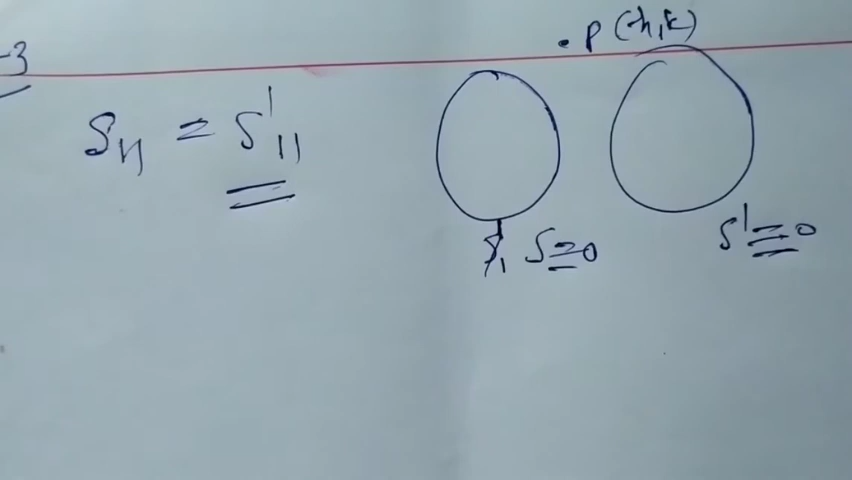 -3
. P (h,k)
S11 = S'11
S=0
S'=0